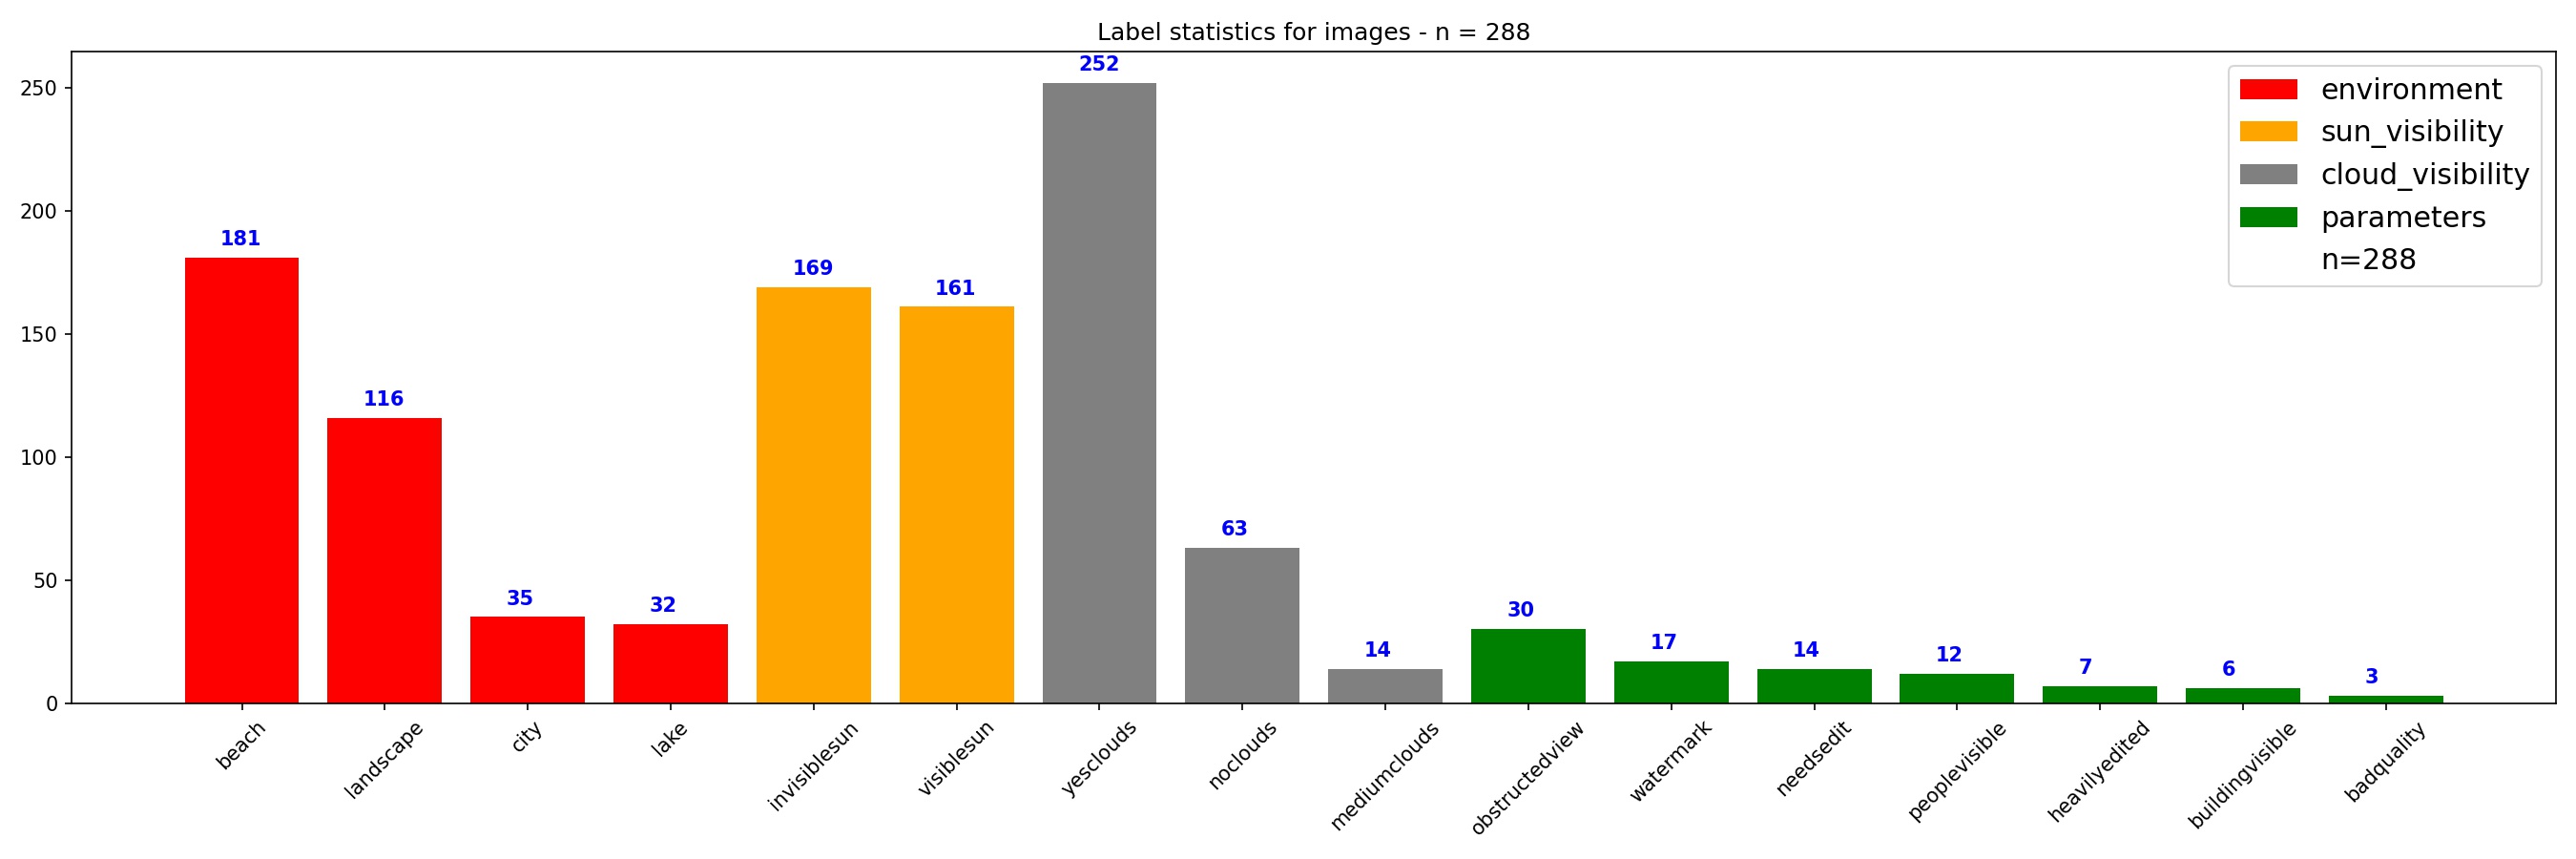 Label statistics for images - n = 288
250
200
150
100
50
0
181
116
35
32
169
161
252
63
14
30
17
14
12
7
6
3
beach
landscape
city
lake
invisiblesun
visiblesun
yesclouds
noclouds
mediumclouds
obstructedview
watermark
needsedit
peoplevisible
heavilyedited
buildingvisible
badquality
environment
sun_visibility
cloud_visibility
parameters
n=288